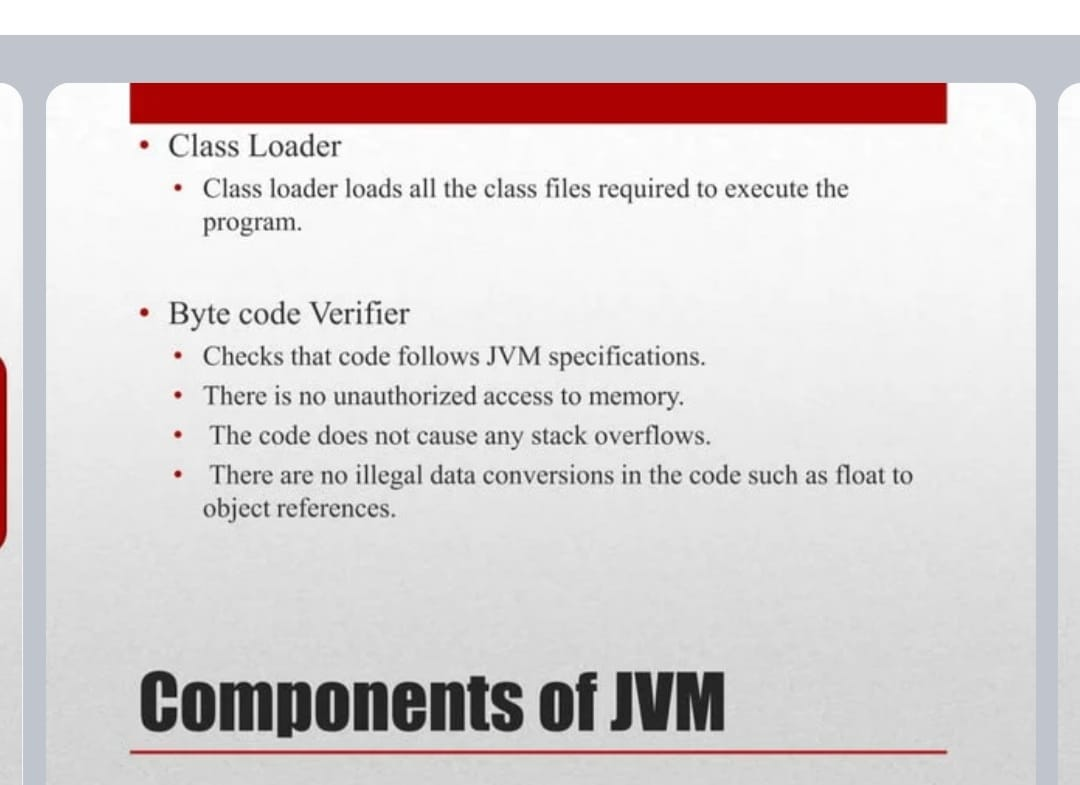 • Class Loader
• Class loader loads all the class files required to execute the
program.
• Byte code Verifier
• Checks that code follows JVM specifications.
• There is no unauthorized access to memory.
• The code does not cause any stack overflows.
• There are no illegal data conversions in the code such as float to
object references.
Components of JVM